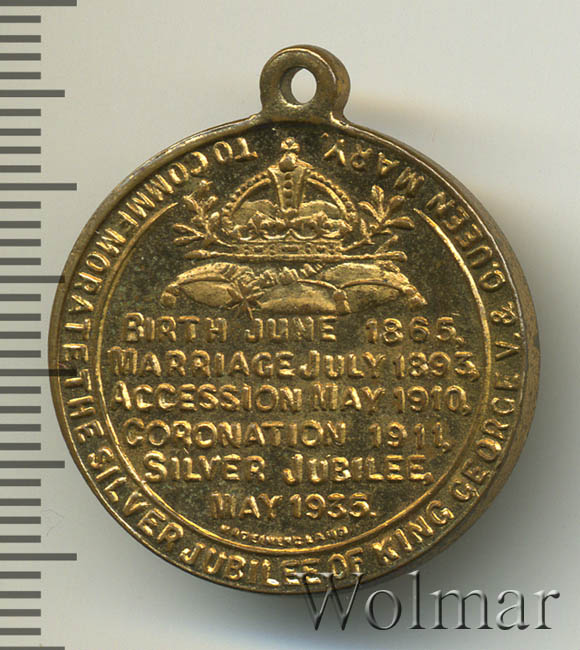 TO COMMEMORATE THE SILVER JUBILEE OF KING GEORGE V. & QUEEN MARY.
BIRTH JUNE 1865,
MARRIAGE JULY 1893,
ACCESSION MAY 1910,
CORONATION 1911,
SILVER JUBILEE,
MAY 1935.
Wolmar